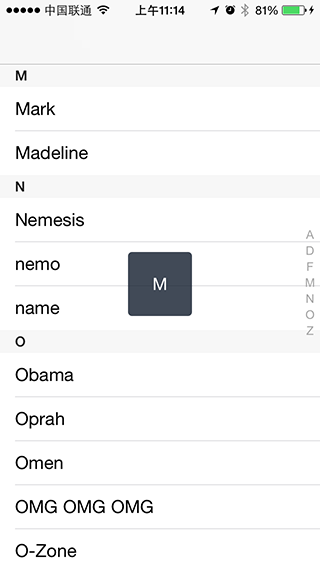 中国联通 上午11:14 81%
M
Mark
Madeline
N
Nemesis
nemo
name
M
O
Obama
Oprah
Omen
OMG OMG OMG
O-Zone
A
D
F
M
N
O
Z